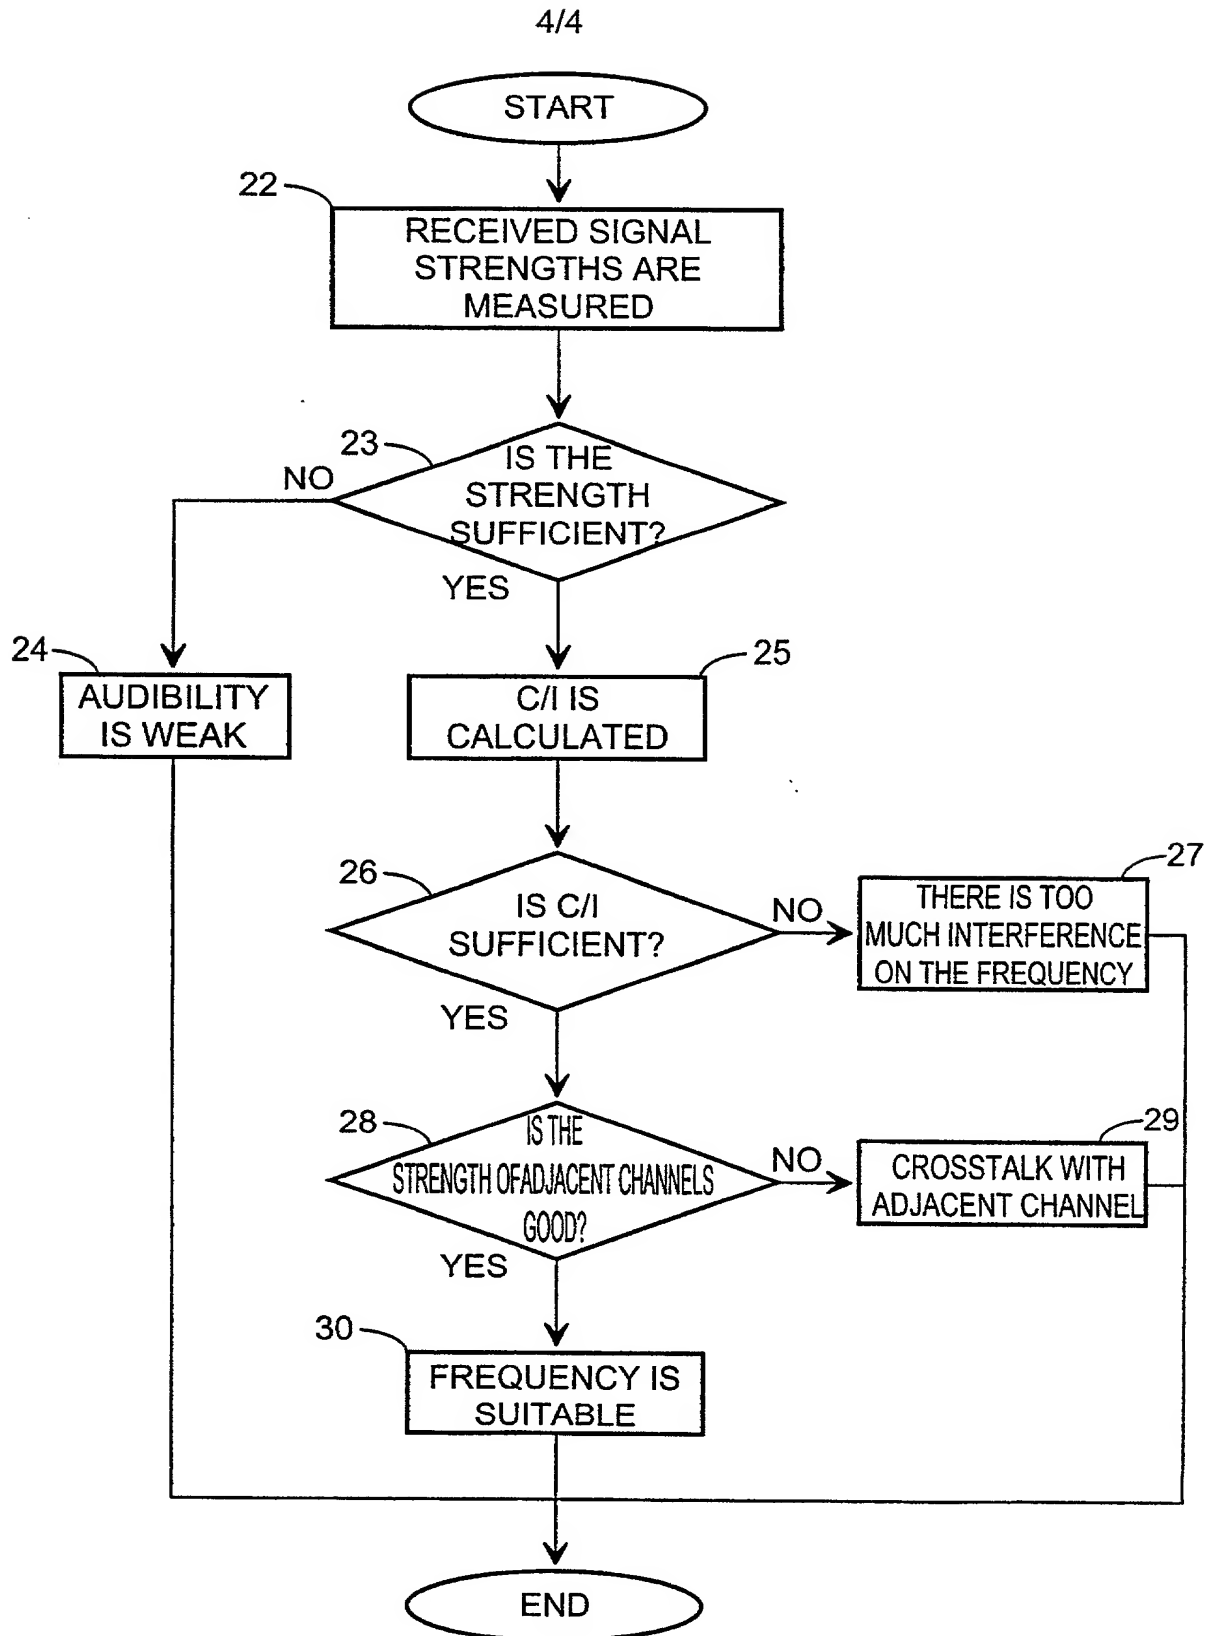 4/4
START
22
RECEIVED SIGNAL
STRENGTHS ARE
MEASURED
23
IS THE
STRENGTH
SUFFICIENT?
NO
YES
24
AUDIBILITY
IS WEAK
25
C/I IS
CALCULATED
26
IS C/I
SUFFICIENT?
NO
27
THERE IS TOO
MUCH INTERFERENCE
ON THE FREQUENCY
YES
28
IS THE
STRENGTH OFADJACENT CHANNELS
GOOD?
NO
29
CROSSTALK WITH
ADJACENT CHANNEL
YES
30
FREQUENCY IS
SUITABLE
END